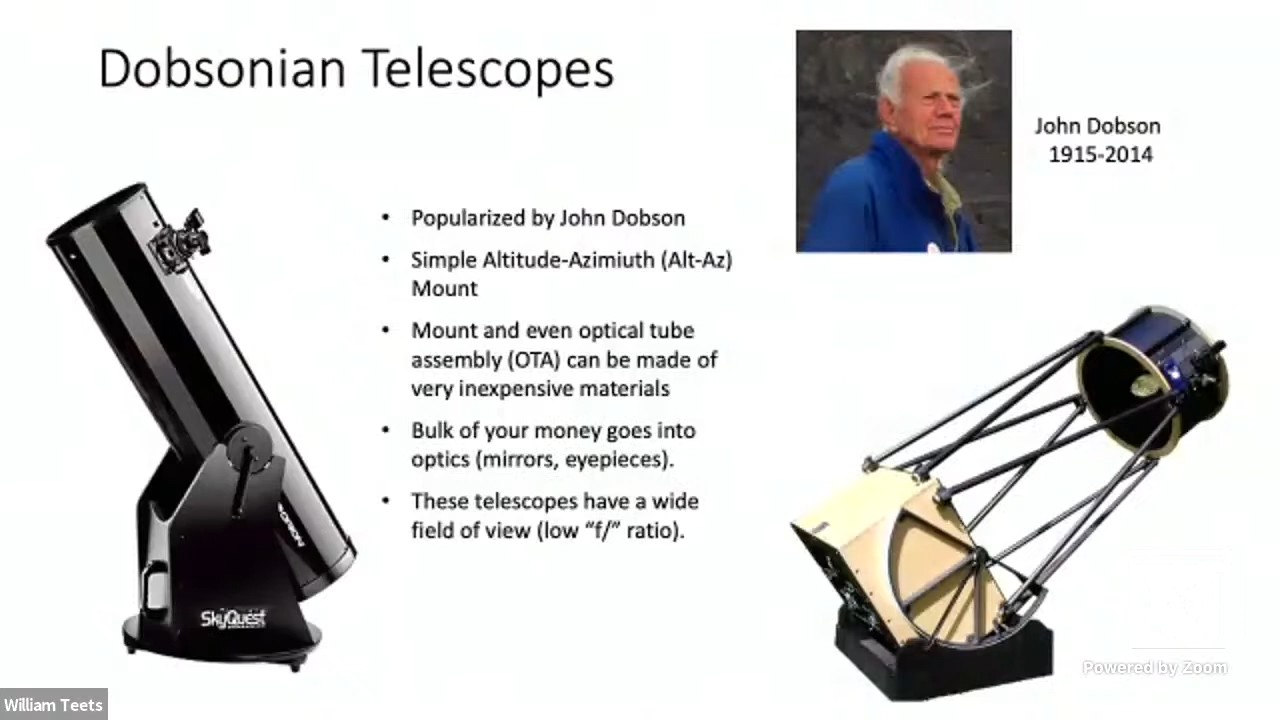 Dobsonian Telescopes
John Dobson
1915-2014
• Popularized by John Dobson
• Simple Altitude-Azimiuth (Alt-Az)
Mount
• Mount and even optical tube
assembly (OTA) can be made of
very inexpensive materials
• Bulk of your money goes into
optics (mirrors, eyepieces).
• These telescopes have a wide
field of view (low “f/” ratio).
ORION
SkyQuest
Powered by Zoom
William Teets